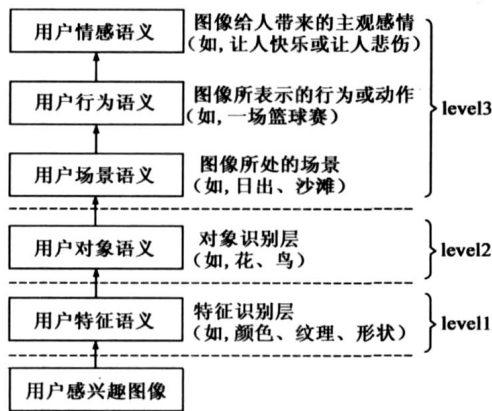 用户情感语义
图像给人带来的主观感情
(如,让人快乐或让人悲伤)
用户行为语义
图像所表示的行为或动作
(如,一场篮球赛)
level3
用户场景语义
图像所处的场景
(如,日出、沙滩)
用户对象语义
对象识别层
(如,花、鸟)
level2
用户特征语义
特征识别层
(如,颜色、纹理、形状)
level1
用户感兴趣图像